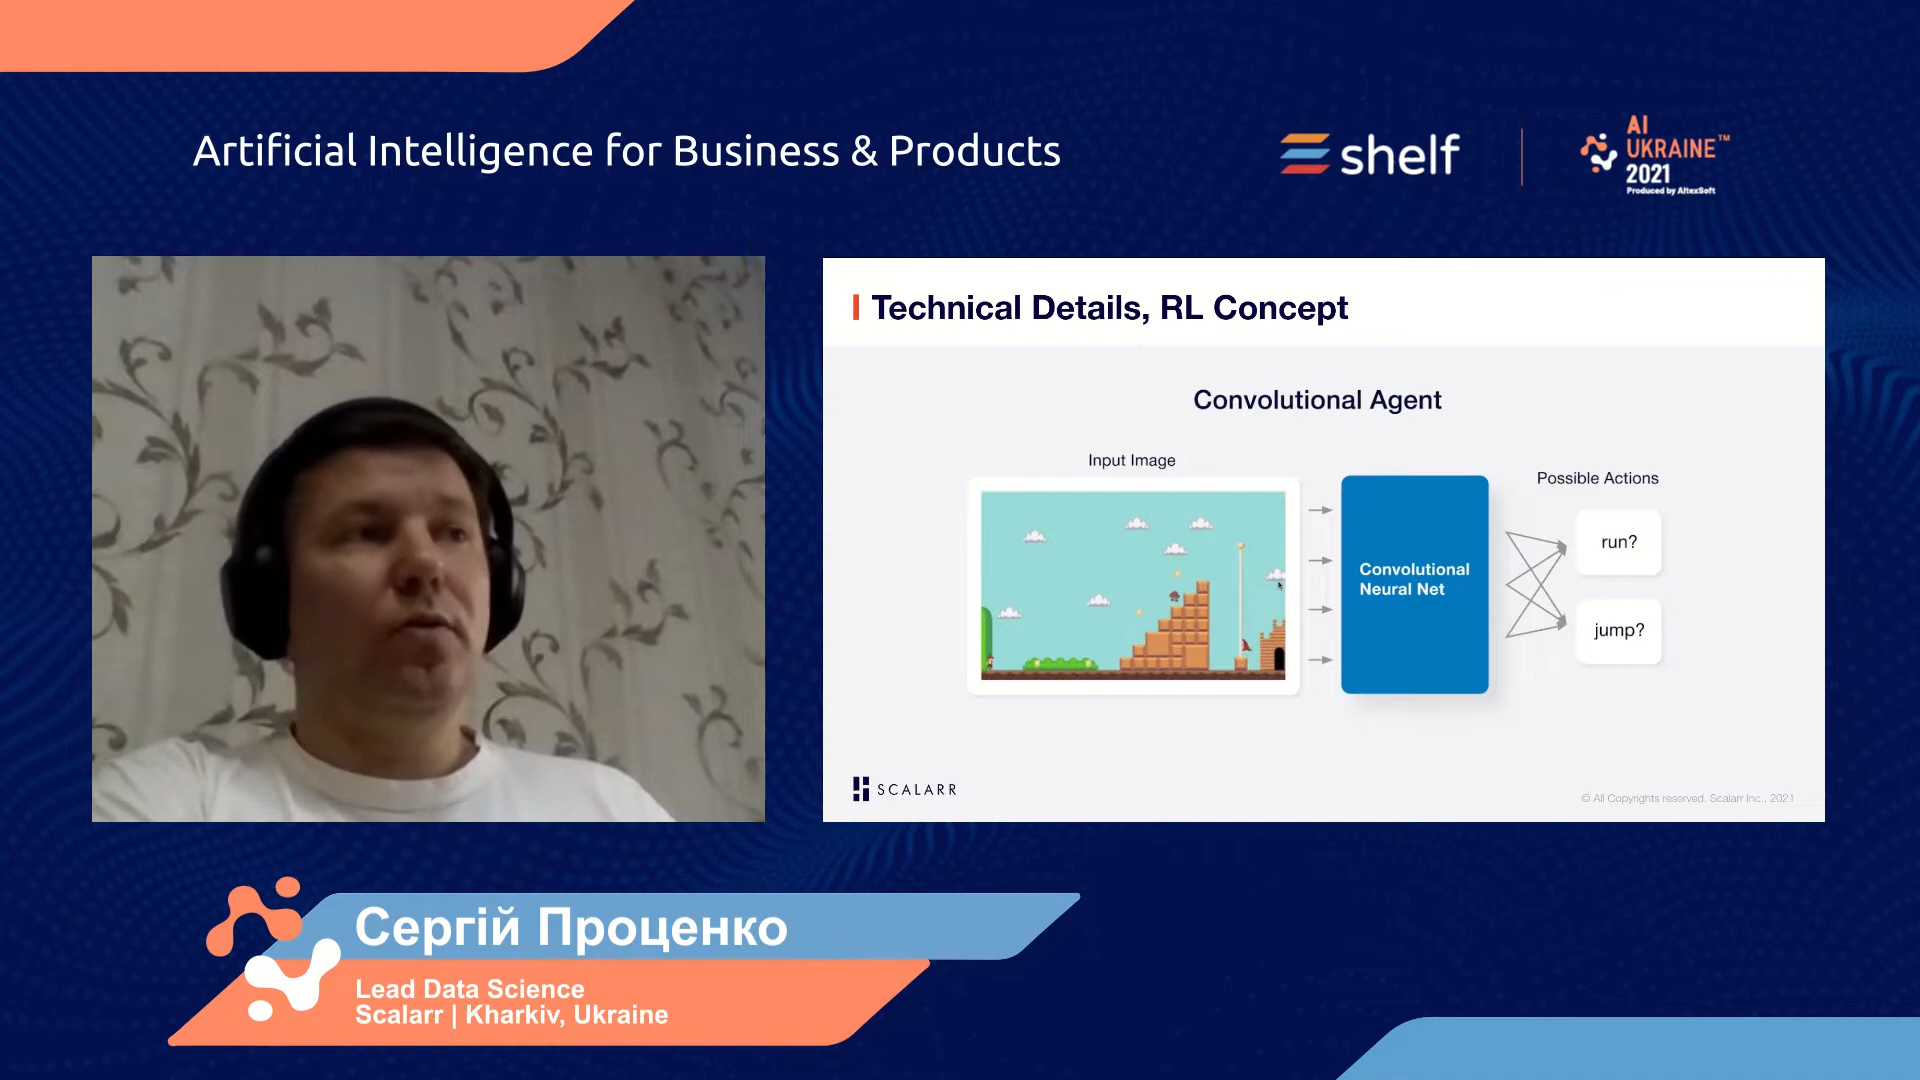 Artificial Intelligence for Business & Products
shelf
AI
UKRAINE™
2021
Produced by AltexSoft
Technical Details, RL Concept
Convolutional Agent
Input Image
Possible Actions
Convolutional
Neural Net
run?
jump?
SCALARR
© All Copyrights reserved. Scalarr Inc., 2021
Сергій Проценко
Lead Data Science
Scalarr | Kharkiv, Ukraine